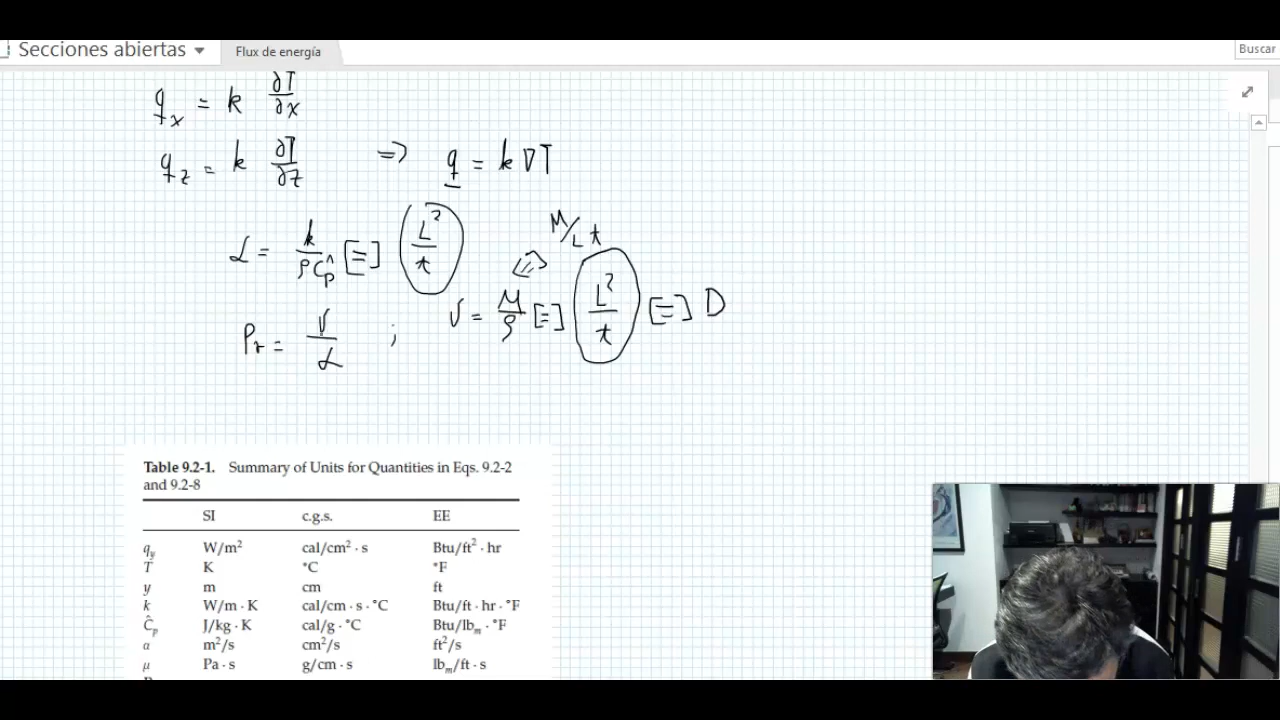 Secciones abiertas
Flux de energía
Buscar
q_x = k ∂T/∂x
q_z = k ∂T/∂z ⇒ q = k ∇T
α = k/ρĈp [=] L²/t
M/Lt
ν = μ/ρ [=] L²/t [=] D
Pr = ν/α ;
Table 9.2-1. Summary of Units for Quantities in Eqs. 9.2-2
and 9.2-8
SI c.g.s. EE
q_y W/m² cal/cm² · s Btu/ft² · hr
T K °C °F
y m cm ft
k W/m · K cal/cm · s · °C Btu/ft · hr · °F
Ĉp J/kg · K cal/g · °C Btu/lbm · °F
α m²/s cm²/s ft²/s
μ Pa · s g/cm · s lbm/ft · s